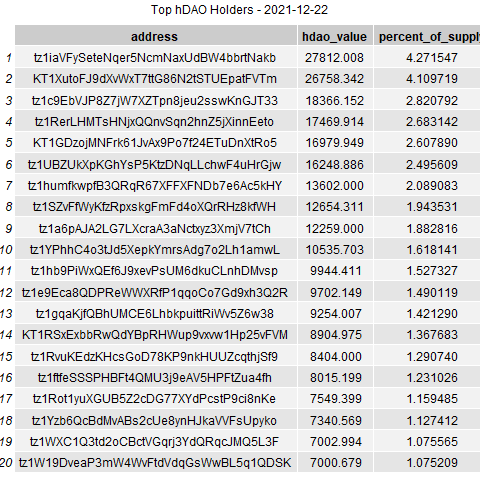 Top hDAO Holders - 2021-12-22
address hdao_value percent_of_supply
1 tz1iaVFySeteNqer5NcmNaxUdBW4bbrtNakb 27812.008 4.271547
2 KT1XutoFJ9dXvWxT7ttG86N2tSTUEpatFVTm 26758.342 4.109719
3 tz1c9EbVJP8Z7jW7XZTpn8jeu2sswKnGJT33 18366.152 2.820792
4 tz1RerLHMTsHNjxQQnvSqn2hnZ5jXinnEeto 17469.914 2.683142
5 KT1GDzojMNFrk61JvAx9Po7f24ETuDnXtRo5 16979.949 2.607890
6 tz1UBZUkXpKGhYsP5KtzDNqLLchwF4uHrGjw 16248.886 2.495609
7 tz1humfkwpfB3QRqR67XFFXFNDb7e6Ac5kHY 13602.000 2.089083
8 tz1SZvFfWyKfzRpxskgFmFd4oXQrRHz8kfWH 12654.311 1.943531
9 tz1a6pAJA2LG7LXcraA3aNctxyz3XmjV7tCh 12259.000 1.882816
10 tz1YPhhC4o3tJd5XepkYmrsAdg7o2Lh1amwL 10535.703 1.618141
11 tz1hb9PiWxQEf6J9xevPsUM6dkuCLnhDMvsp 9944.411 1.527327
12 tz1e9Eca8QDPReWWXRfP1qqoCo7Gd9xh3Q2R 9702.149 1.490119
13 tz1gqaKjfQBhUMCE6LhbkpuittRiWv5Z6w38 9254.007 1.421290
14 KT1RSxExbbRwQdYBpRHWup9vxvw1Hp25vFVM 8904.975 1.367683
15 tz1RvuKEdzKHcsGoD78KP9nkHUUZcqthjSf9 8404.000 1.290740
16 tz1ftfeSSSPHBFt4QMU3j9eAV5HPFtZua4fh 8015.199 1.231026
17 tz1Rot1yuXGUB5Z2cDG77XYdPcstP9ci8nKe 7549.399 1.159485
18 tz1Yzb6QcBdMvABs2cUe8ynHJkaVVFsUpyko 7340.569 1.127412
19 tz1WXC1Q3td2oCBctVGqrj3YdQRqcJMQ5L3F 7002.994 1.075565
20 tz1W19DveaP3mW4WvFtdVdqGsWwBL5q1QDSK 7000.679 1.075209